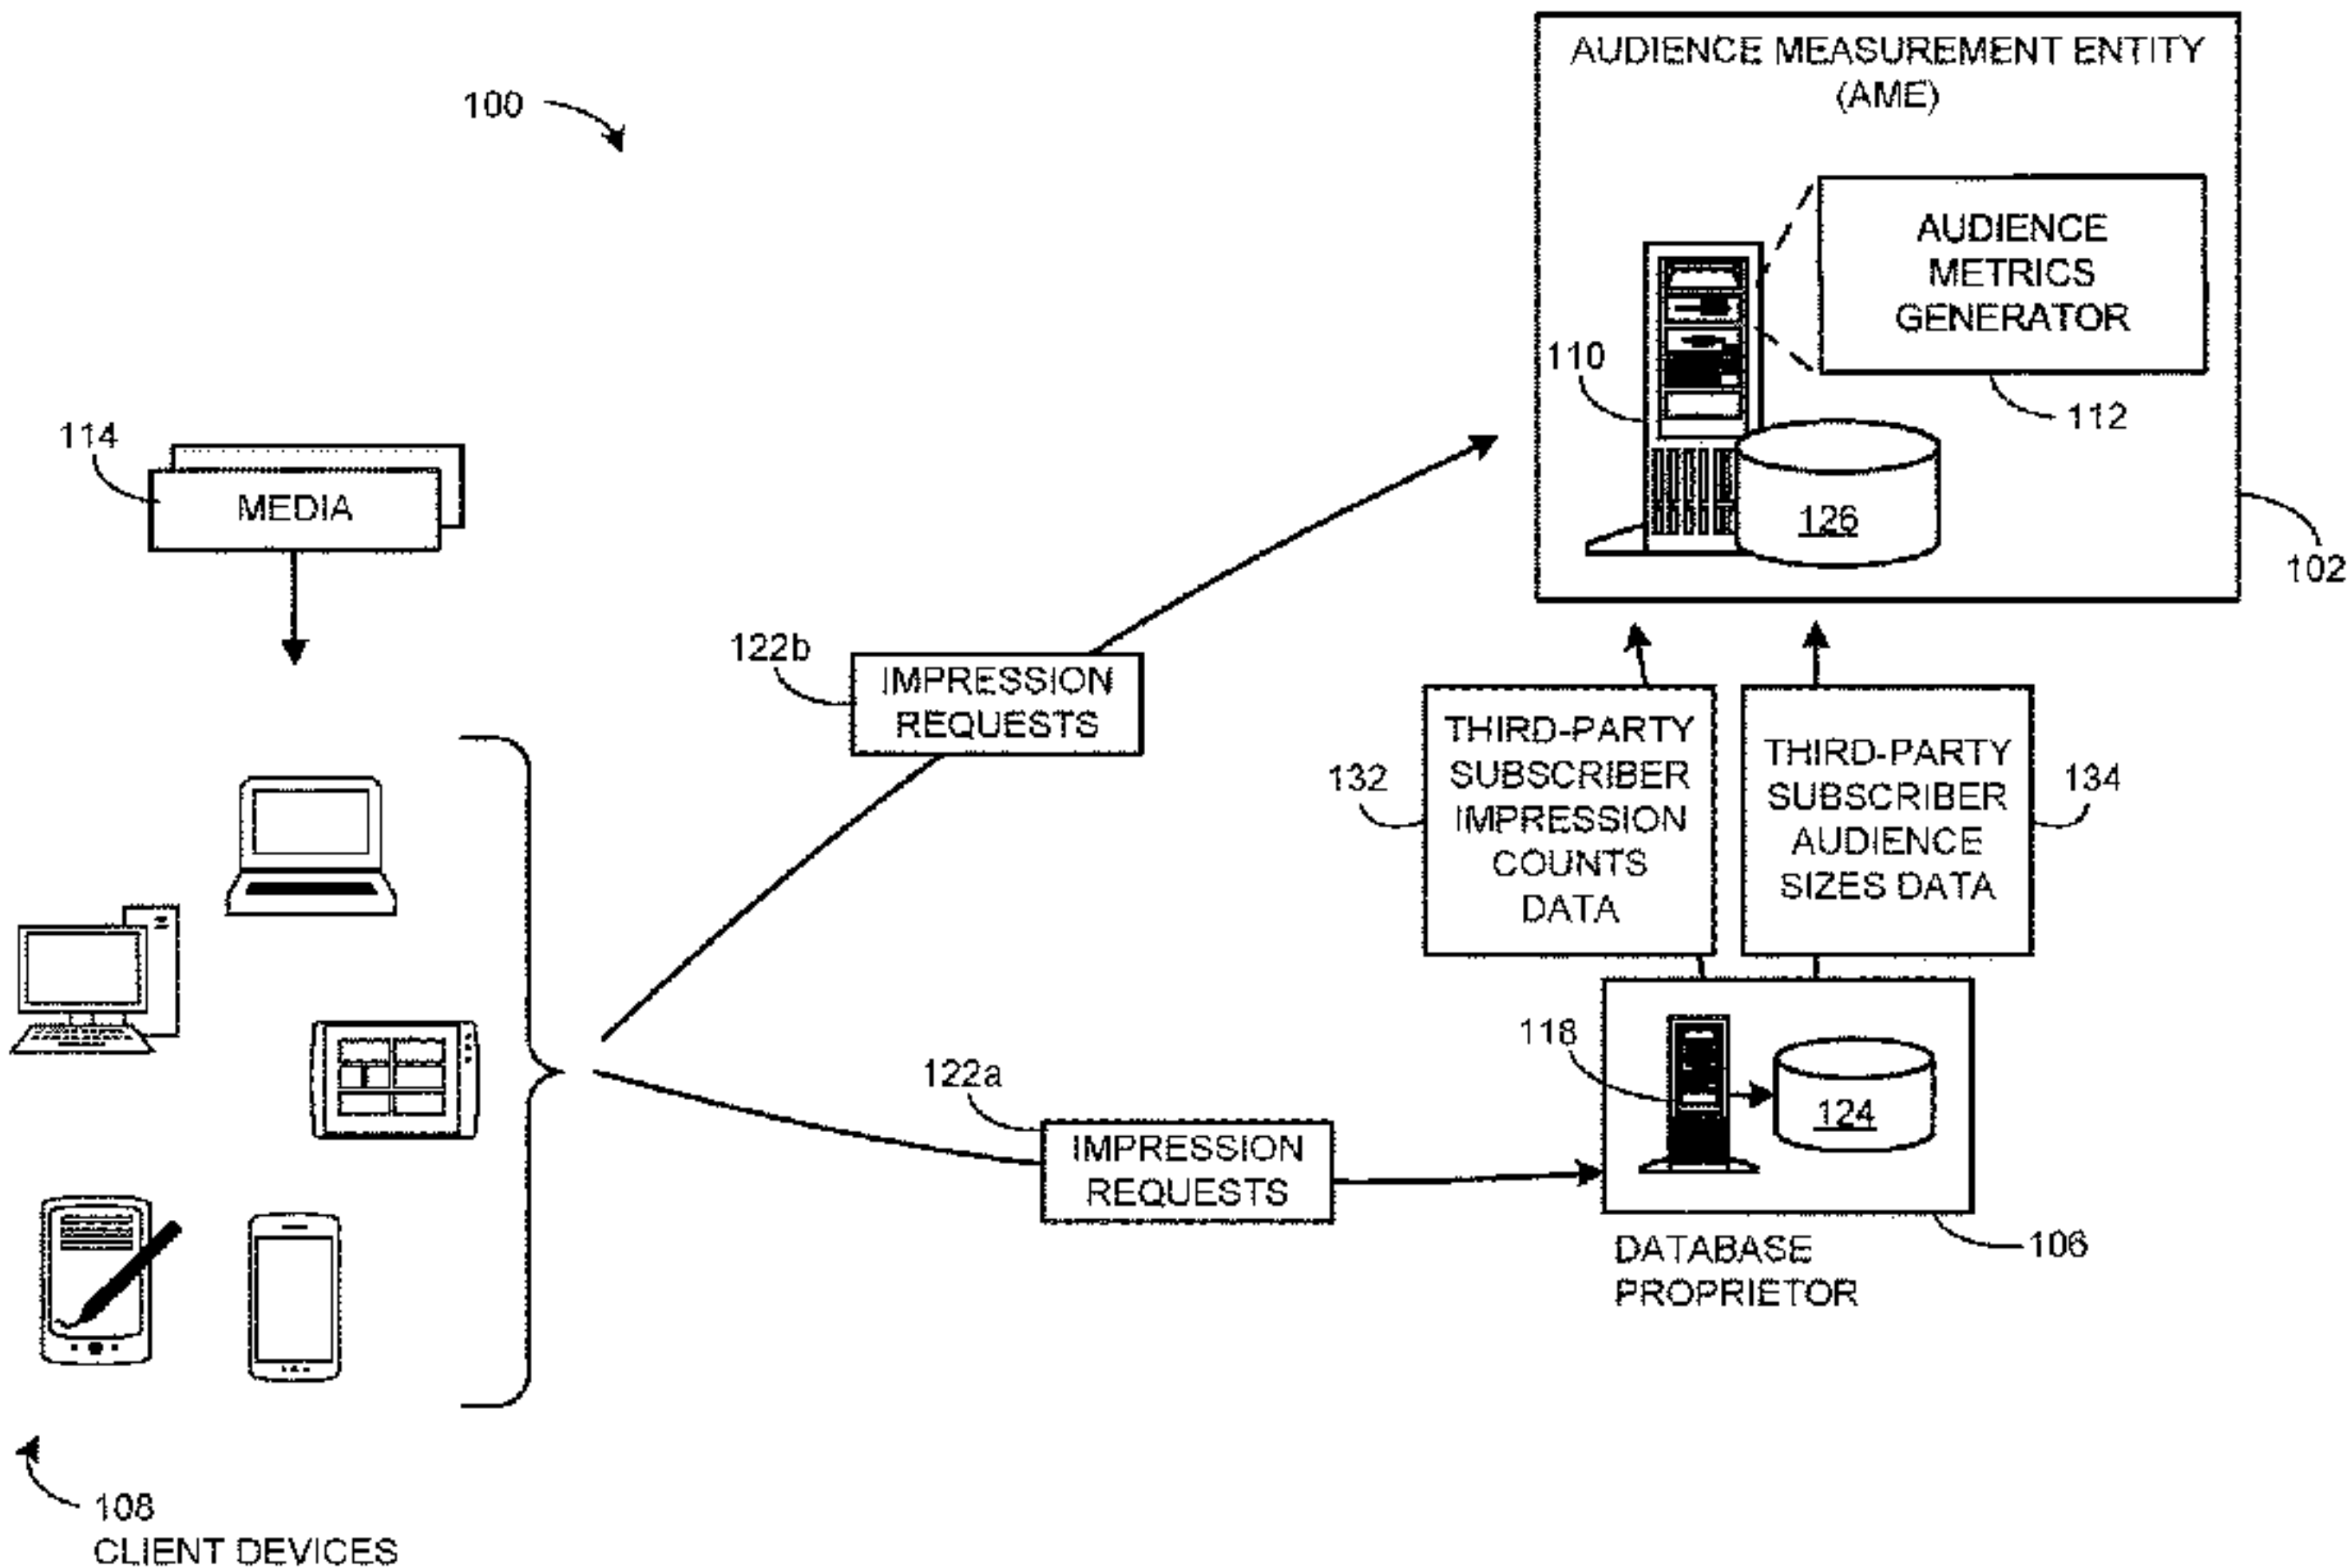 100
AUDIENCE MEASUREMENT ENTITY
(AME)
AUDIENCE
METRICS
GENERATOR
110
112
126
102
114
MEDIA
122b
IMPRESSION
REQUESTS
132
THIRD-PARTY
SUBSCRIBER
IMPRESSION
COUNTS
DATA
THIRD-PARTY
SUBSCRIBER
AUDIENCE
SIZES DATA
134
122a
IMPRESSION
REQUESTS
118
124
106
DATABASE
PROPRIETOR
108
CLIENT DEVICES